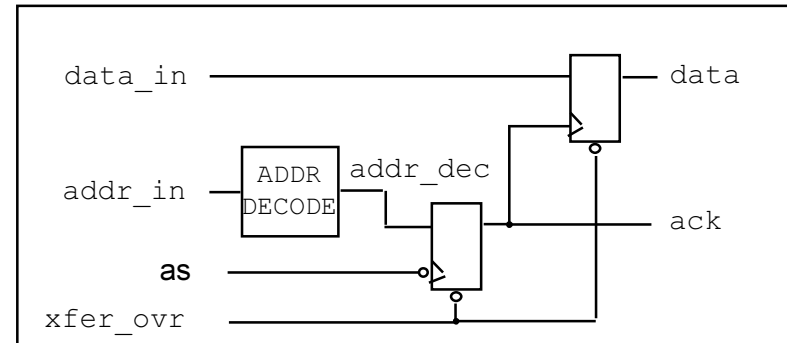 data_in
data
ADDR
DECODE
addr_dec
addr_in
ack
as
xfer_ovr